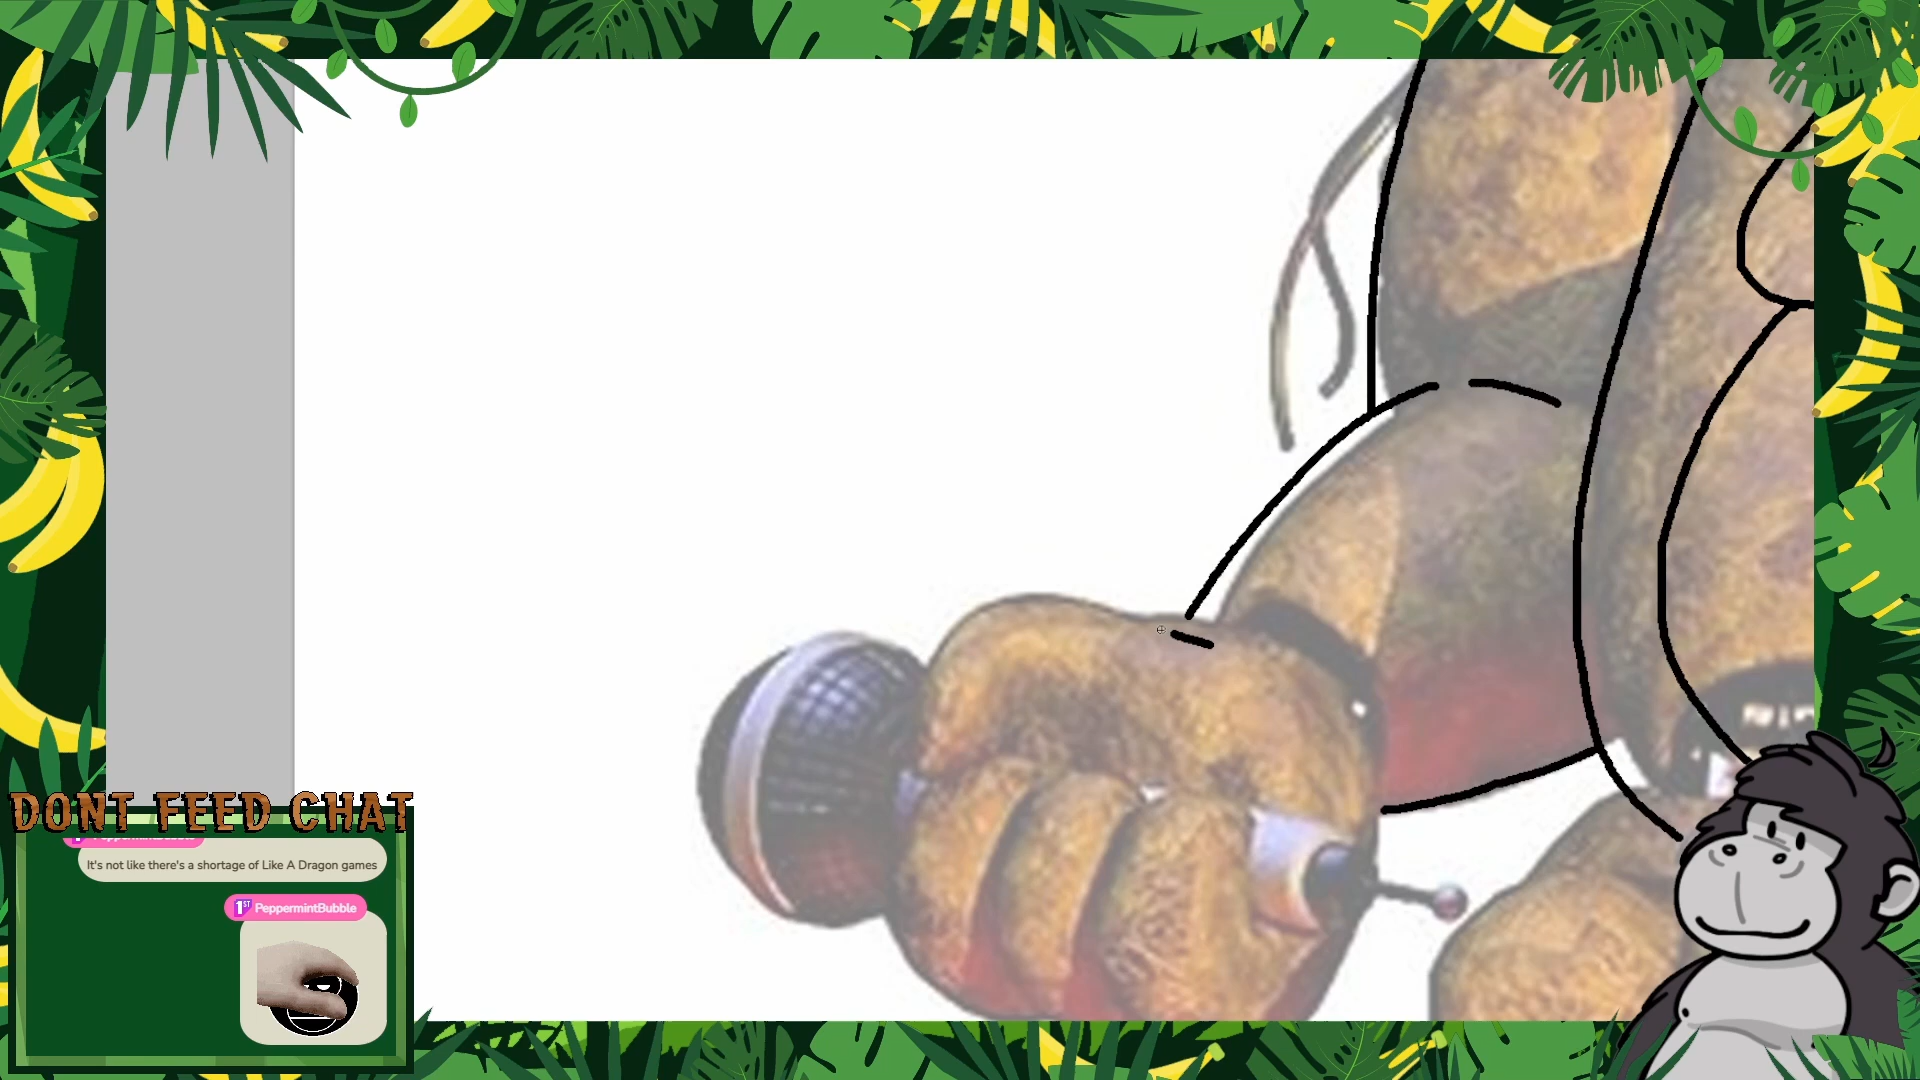 DONT FEED CHAT
It's not like there's a shortage of Like A Dragon games
1ST PeppermintBubble